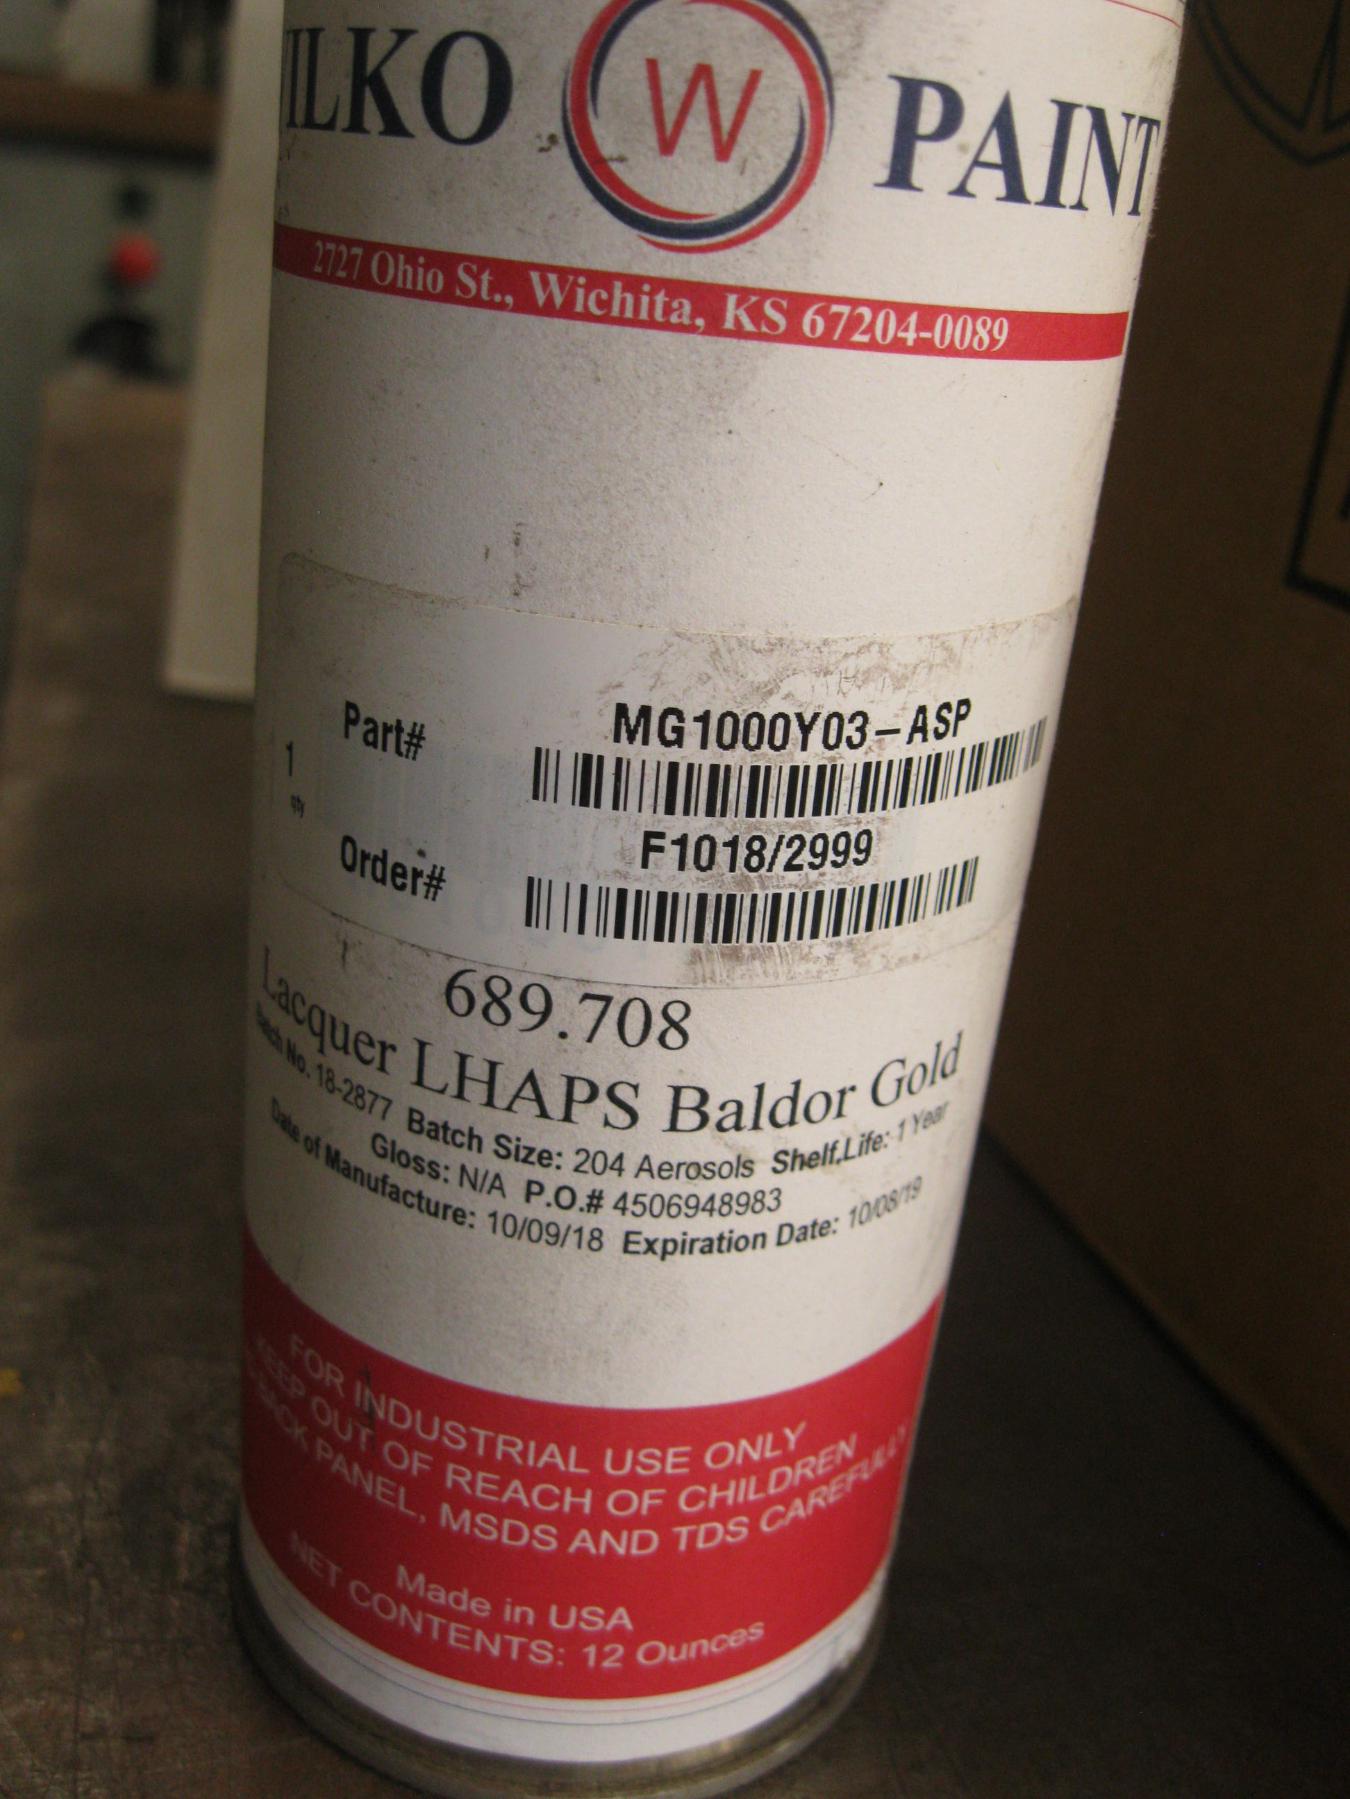 ILKO W PAINT
2727 Ohio St., Wichita, KS 67204-0089
Part# MG1000Y03-ASP
1
qty
Order# F1018/2999
689.708
Lacquer LHAPS Baldor Gold
Batch No. 18-2877 Batch Size: 204 Aerosols Shelf Life: 1 Year
Gloss: N/A P.O.# 4506948983
Date of Manufacture: 10/09/18 Expiration Date: 10/08/19
FOR INDUSTRIAL USE ONLY
KEEP OUT OF REACH OF CHILDREN
BACK PANEL, MSDS AND TDS CAREFULLY
Made in USA
NET CONTENTS: 12 Ounces